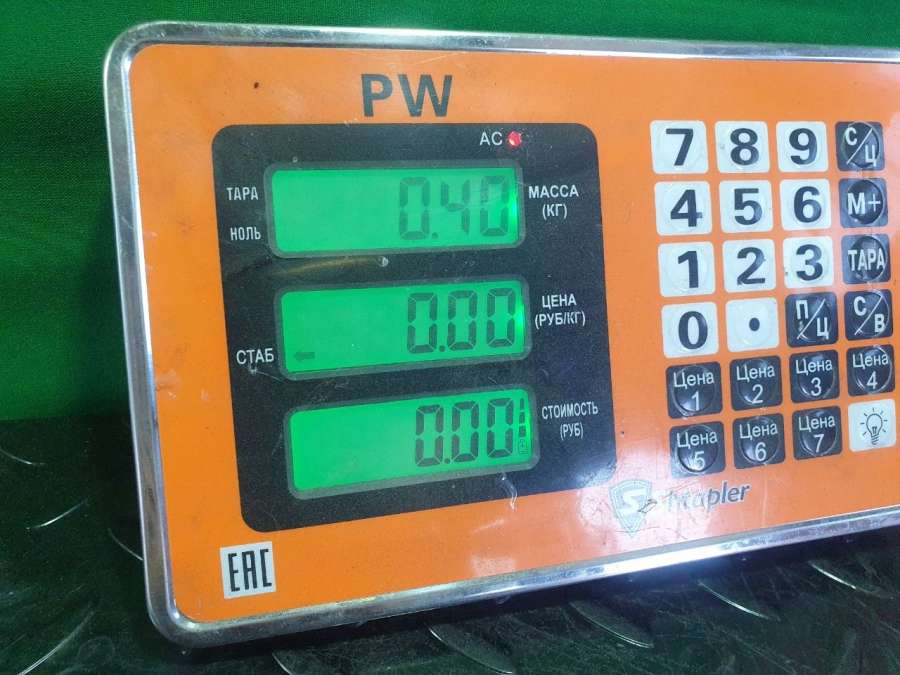 PW
AC
ТАРА
НОЛЬ
0.40
МАССА
(КГ)
СТАБ
0.00
ЦЕНА
(РУБ/КГ)
0.00
СТОИМОСТЬ
(РУБ)
7 8 9 С/Ц
4 5 6 М+
1 2 3 ТАРА
0 . П/Ц С/В
Цена 1 Цена 2 Цена 3 Цена 4
Цена 5 Цена 6 Цена 7
EAC